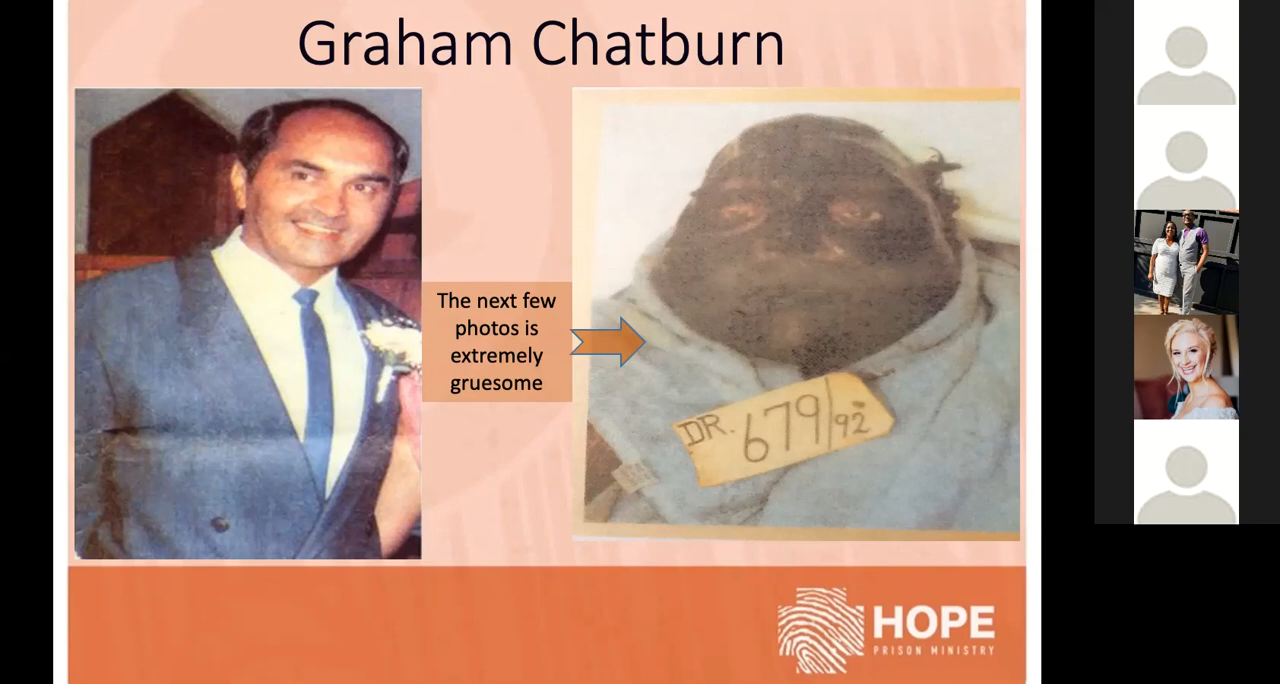 Graham Chatburn
The next few
photos is
extremely
gruesome
DR. 679/92
HOPE
PRISON MINISTRY